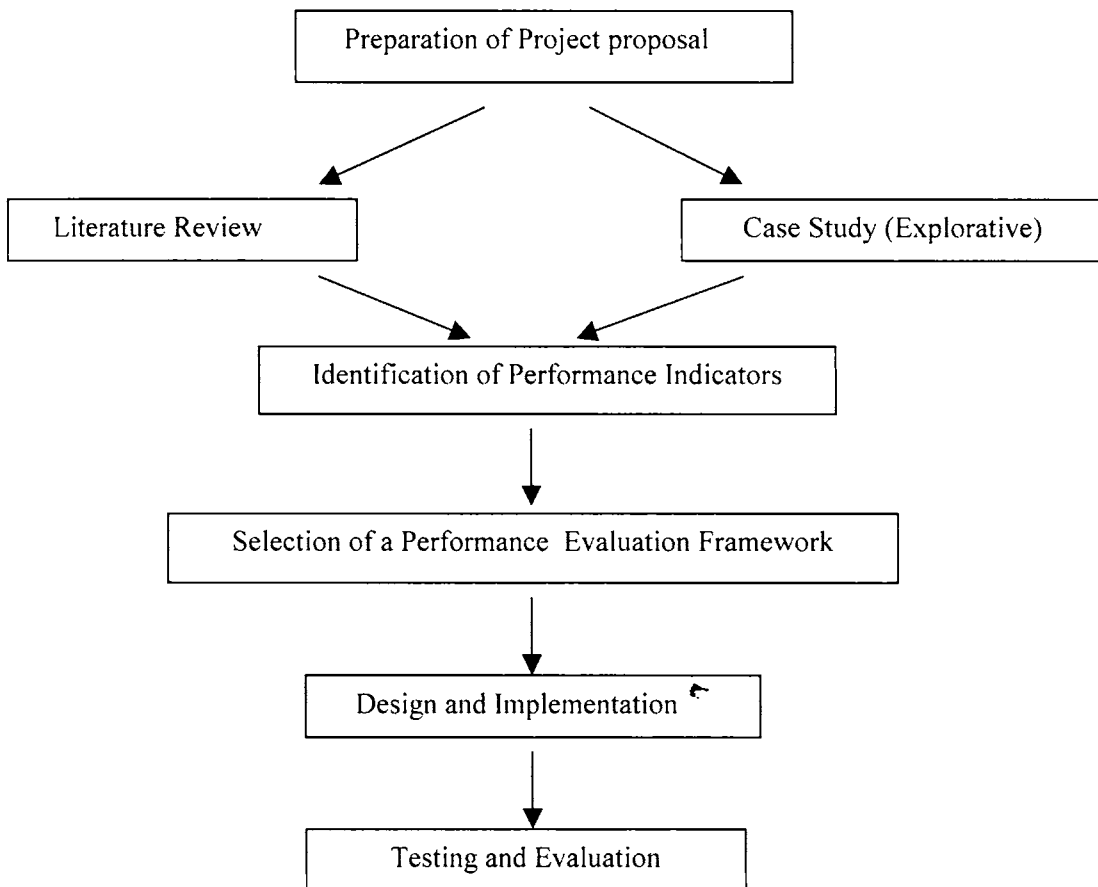 Preparation of Project proposal
Literature Review
Case Study (Explorative)
Identification of Performance Indicators
Selection of a Performance Evaluation Framework
Design and Implementation
Testing and Evaluation